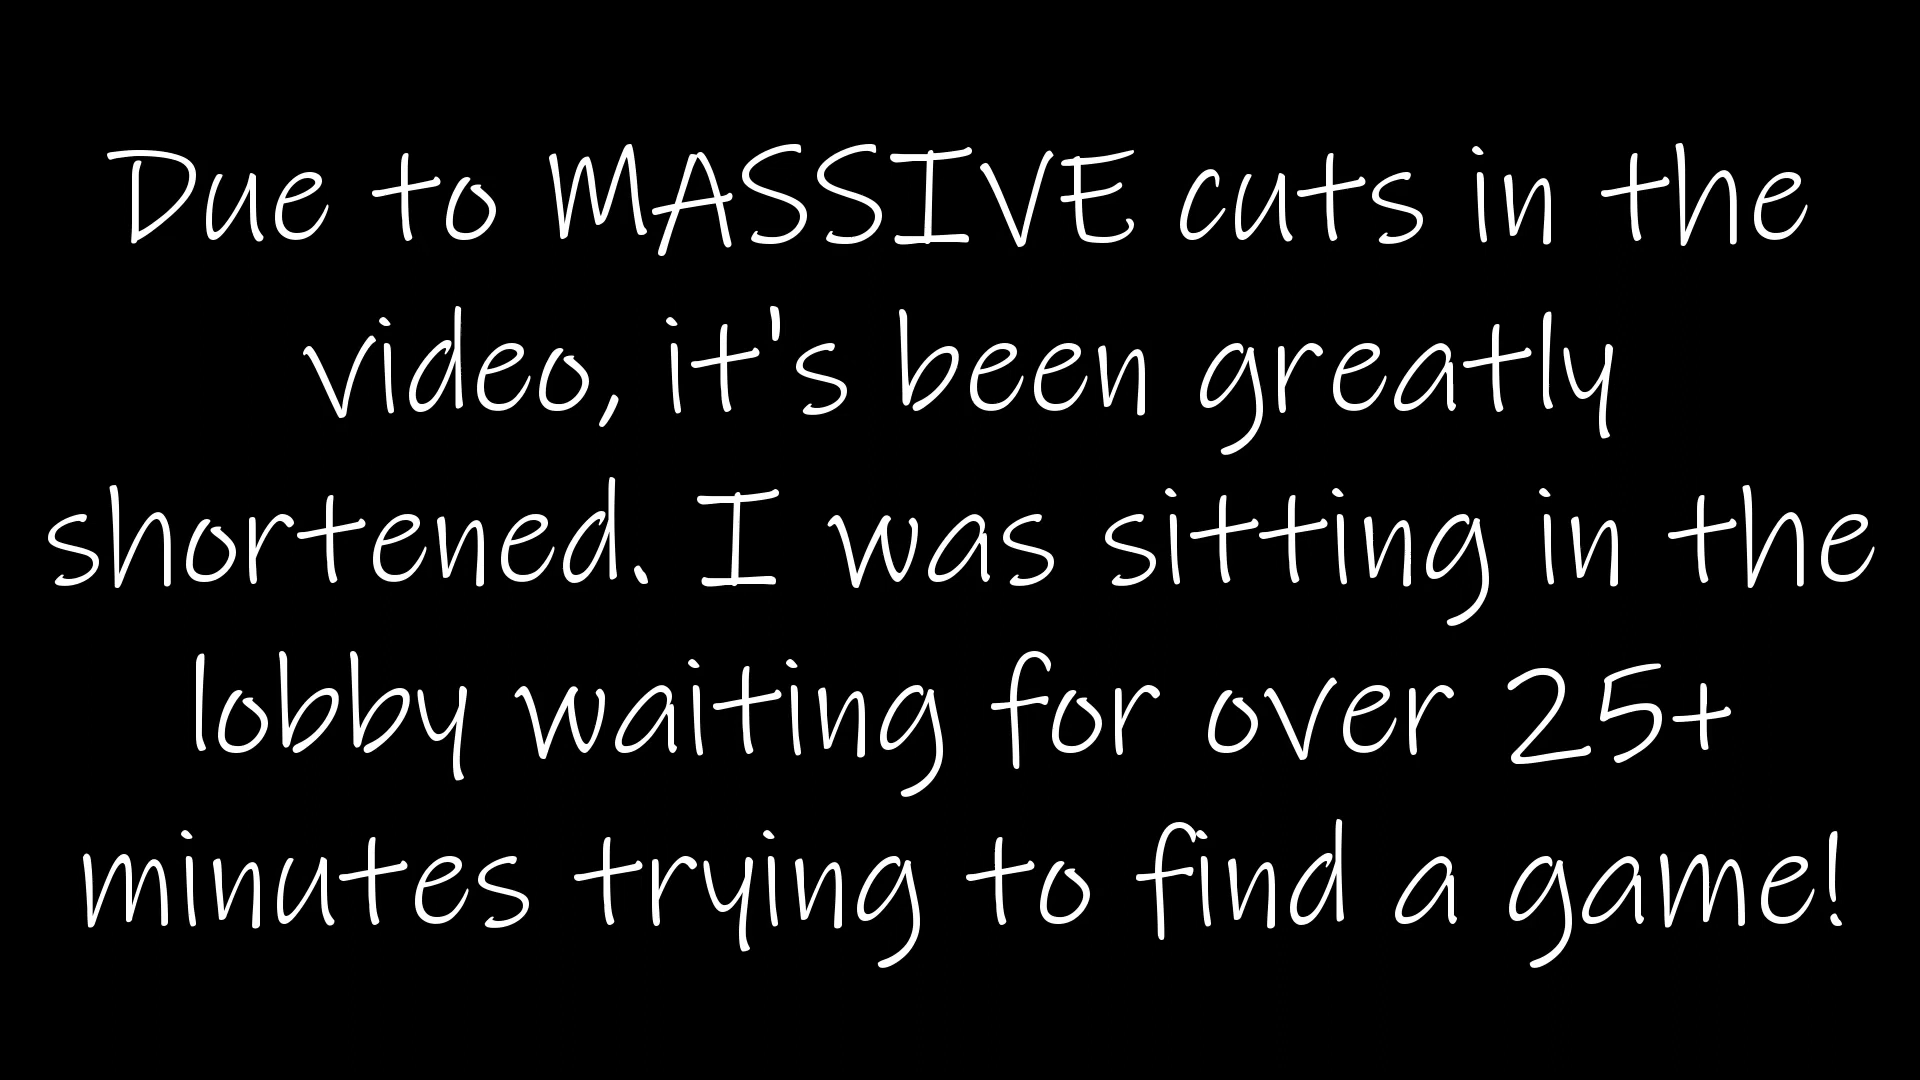 Due to MASSIVE cuts in the
video, it's been greatly
shortened. I was sitting in the
lobby waiting for over 25+
minutes trying to find a game!